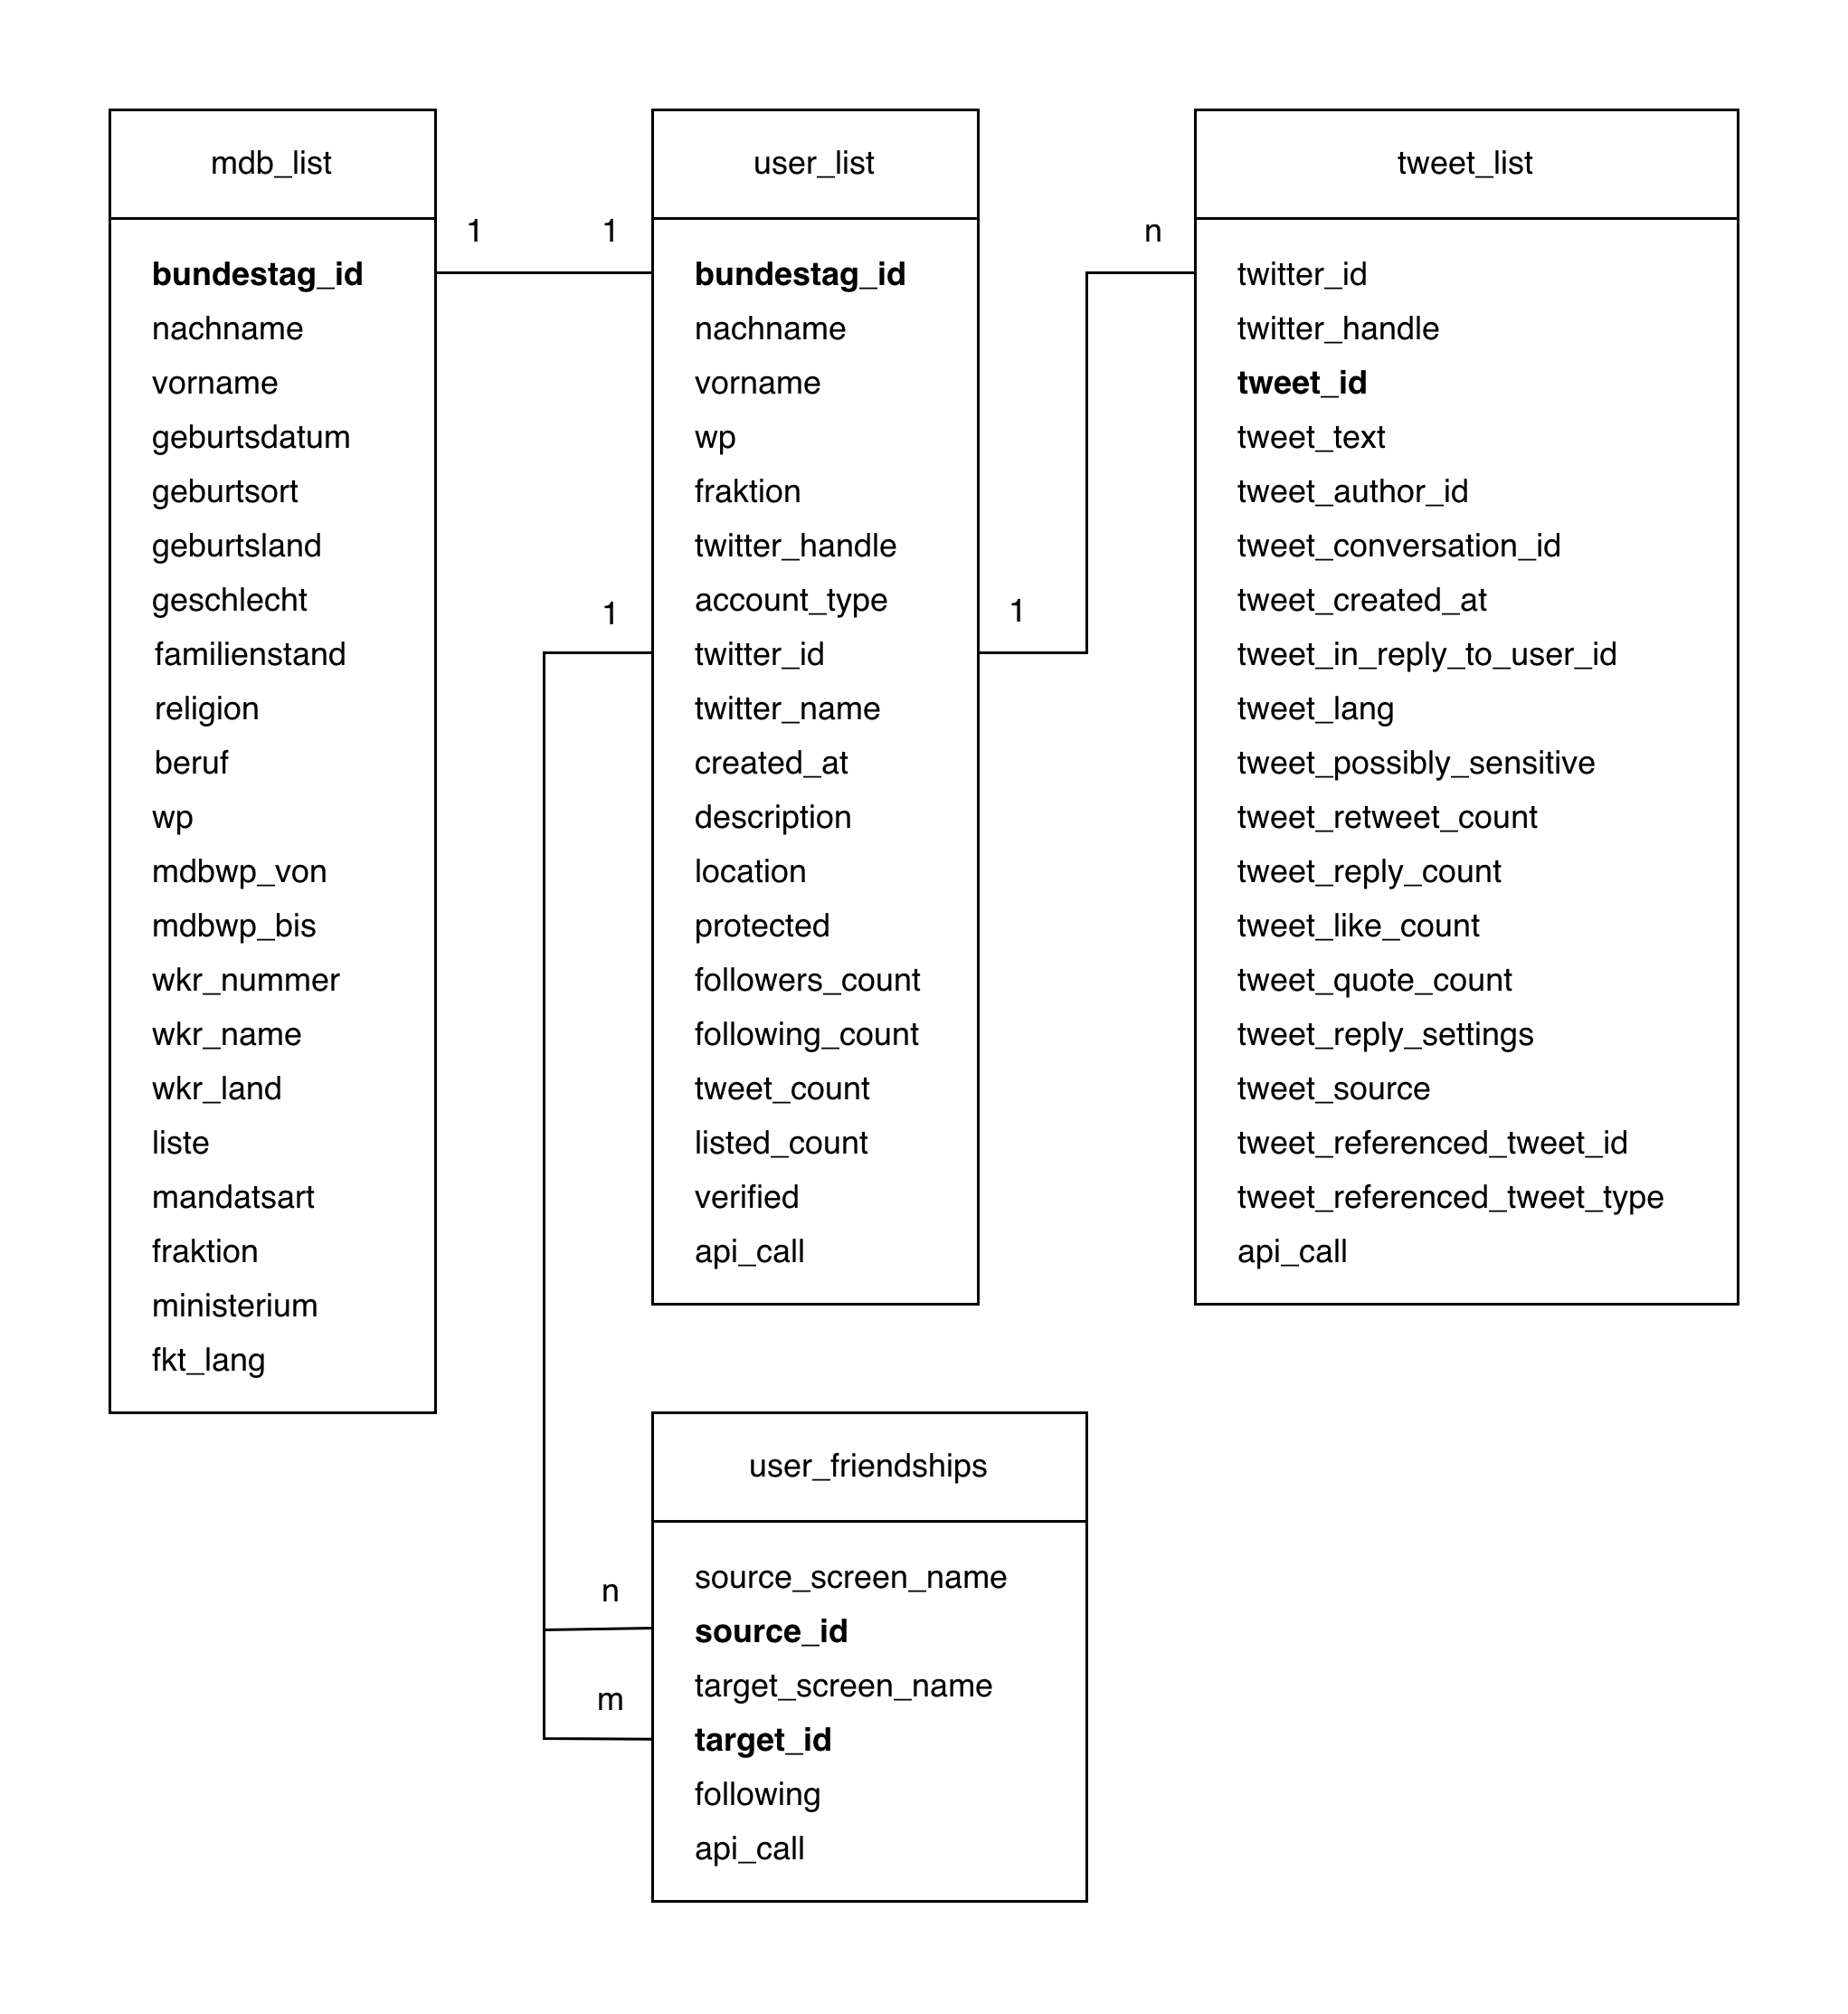 mdb_list
bundestag_id
nachname
vorname
geburtsdatum
geburtsort
geburtsland
geschlecht
familienstand
religion
beruf
wp
mdbwp_von
mdbwp_bis
wkr_nummer
wkr_name
wkr_land
liste
mandatsart
fraktion
ministerium
fkt_lang
1
1
user_list
bundestag_id
nachname
vorname
wp
fraktion
twitter_handle
account_type
twitter_id
twitter_name
created_at
description
location
protected
followers_count
following_count
tweet_count
listed_count
verified
api_call
1
1
n
tweet_list
twitter_id
twitter_handle
tweet_id
tweet_text
tweet_author_id
tweet_conversation_id
tweet_created_at
tweet_in_reply_to_user_id
tweet_lang
tweet_possibly_sensitive
tweet_retweet_count
tweet_reply_count
tweet_like_count
tweet_quote_count
tweet_reply_settings
tweet_source
tweet_referenced_tweet_id
tweet_referenced_tweet_type
api_call
n
m
user_friendships
source_screen_name
source_id
target_screen_name
target_id
following
api_call